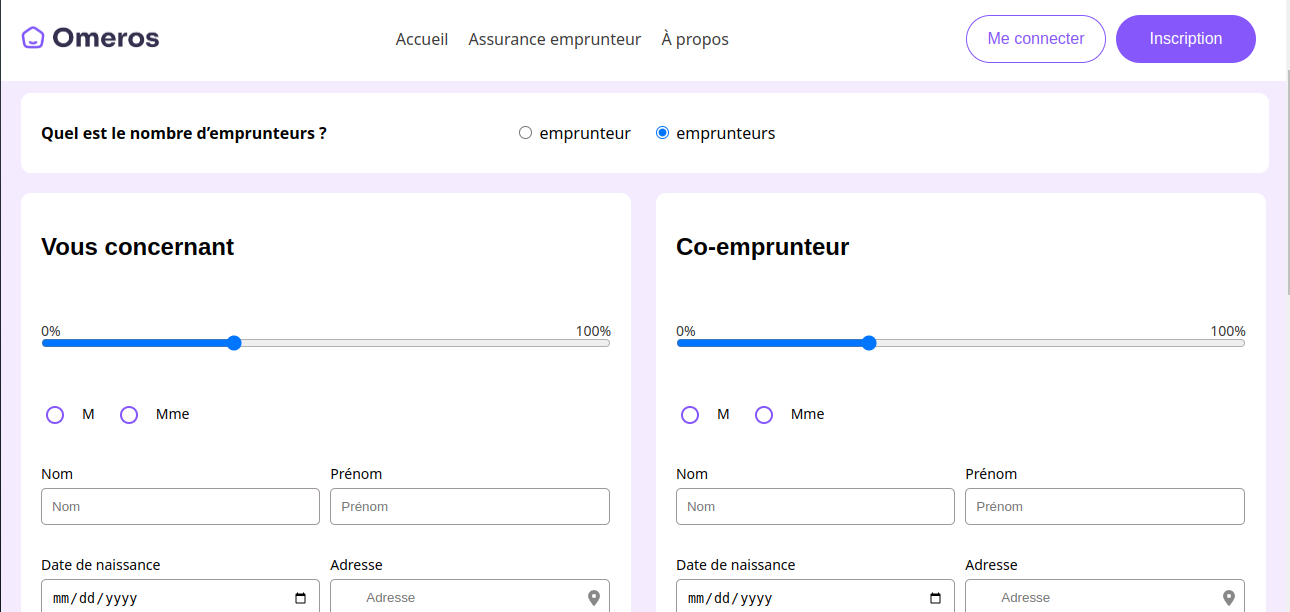 Omeros
Accueil Assurance emprunteur À propos
Me connecter Inscription
Quel est le nombre d’emprunteurs ? emprunteur emprunteurs
Vous concernant
0% 100%
M Mme
Nom Prénom
Nom Prénom
Date de naissance Adresse
mm/dd/yyyy Adresse
Co-emprunteur
0% 100%
M Mme
Nom Prénom
Nom Prénom
Date de naissance Adresse
mm/dd/yyyy Adresse